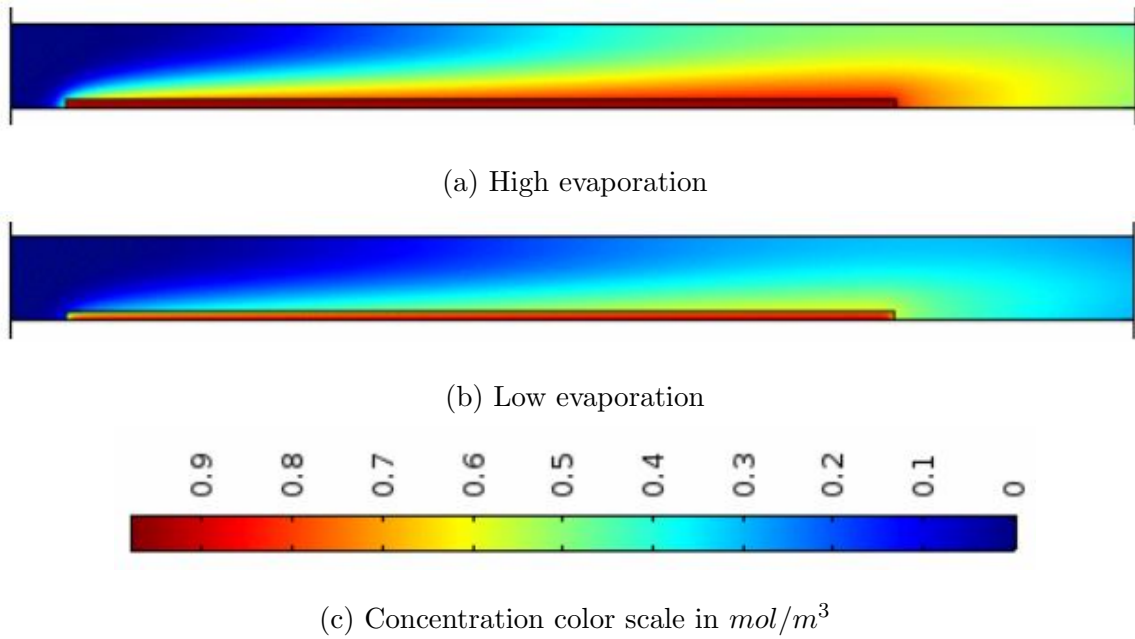 (a) High evaporation
(b) Low evaporation
0.9 0.8 0.7 0.6 0.5 0.4 0.3 0.2 0.1 0
(c) Concentration color scale in mol/m³